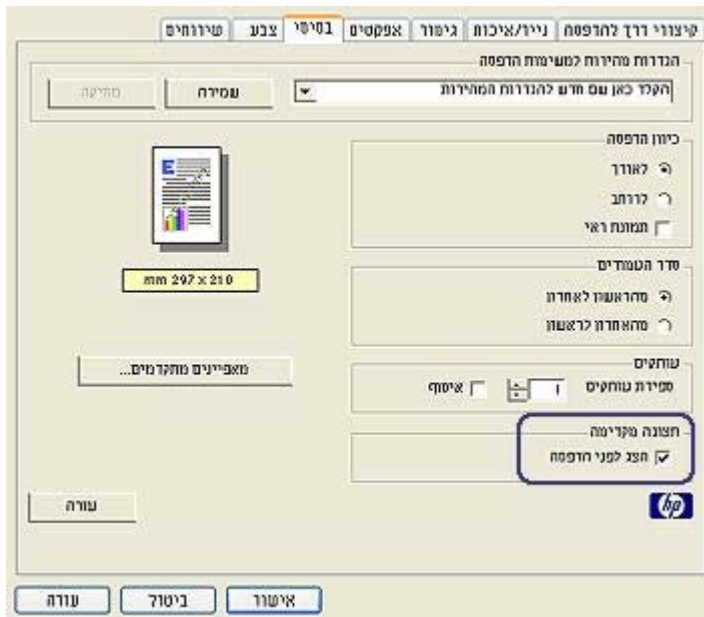 קיצורי דרך להדפסה נייר/איכות גימור אפקטים בסיסי צבע שירותים
הגדרות מהירות למשימות הדפסה
הקלד כאן שם חדש להגדרות המהירות
שמירה
מחיקה
כיוון הדפסה
לאורך
לרוחב
תמונת ראי
E
210 x 297 mm
סדר העמודים
מהראשון לאחרון
מהאחרון לראשון
מאפיינים מתקדמים...
עותקים
ספירת עותקים 1 איסוף
תצוגה מקדימה
הצג לפני הדפסה
hp
עזרה
אישור ביטול עזרה